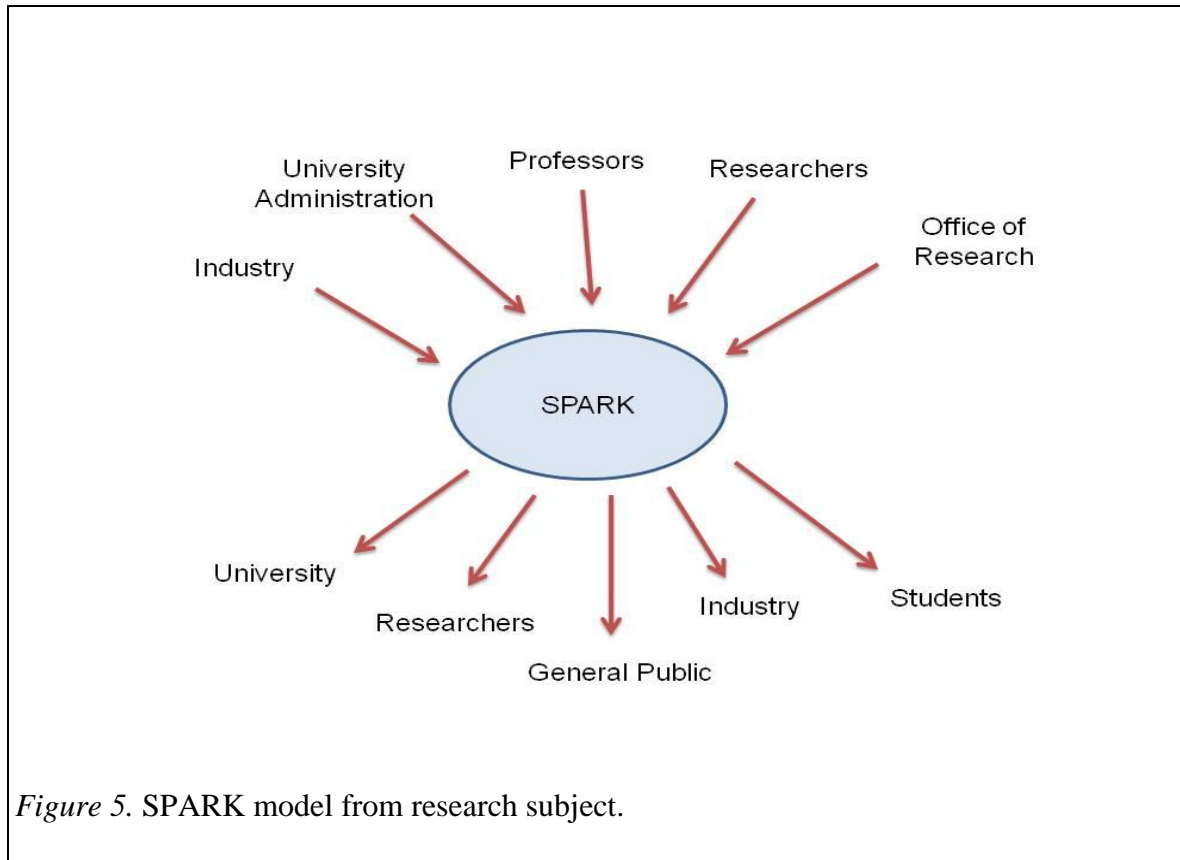 Professors
Researchers
University
Administration
Office of
Research
Industry
SPARK
University
Students
Industry
Researchers
General Public
Figure 5. SPARK model from research subject.